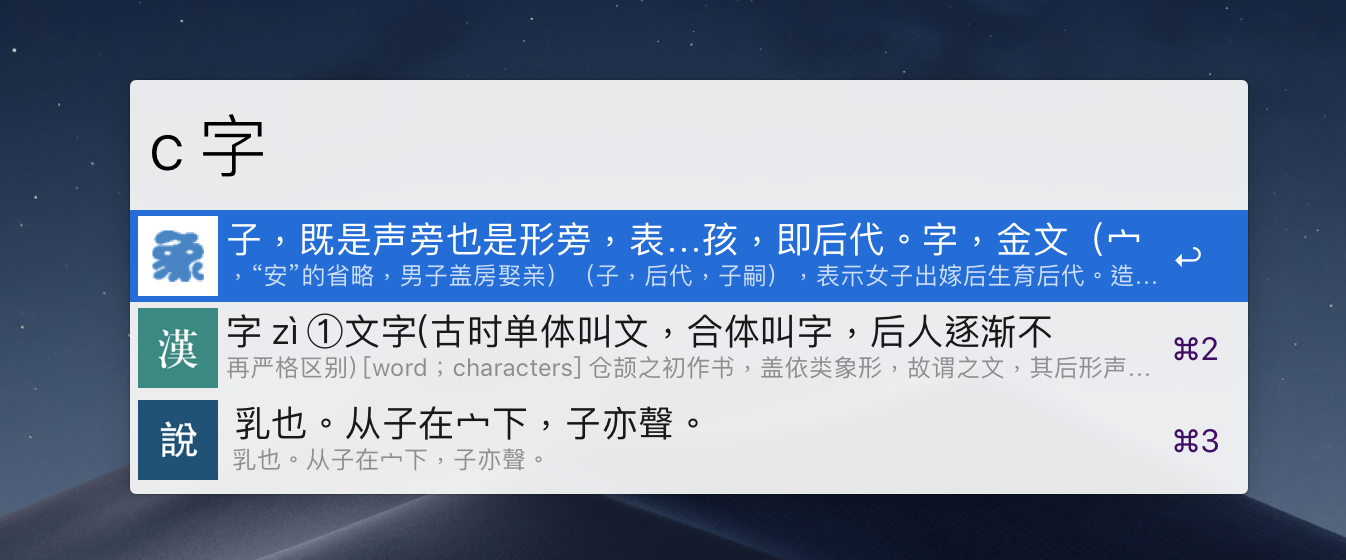 c 字
象
子，既是声旁也是形旁，表…孩，即后代。字，金文（宀
，“安”的省略，男子盖房娶亲）（子，后代，子嗣），表示女子出嫁后生育后代。造…
漢
字 zì ①文字(古时单体叫文，合体叫字，后人逐渐不
再严格区别) [word；characters] 仓颉之初作书，盖依类象形，故谓之文，其后形声…
⌘2
說
乳也。从子在宀下，子亦聲。
乳也。从子在宀下，子亦聲。
⌘3